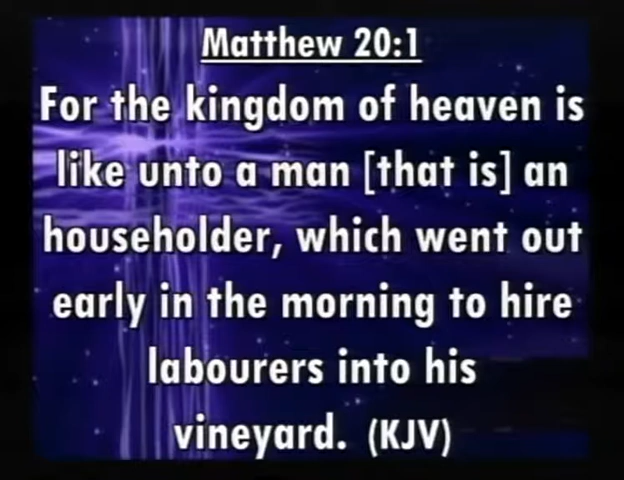 Matthew 20:1
For the kingdom of heaven is
like unto a man [that is] an
householder, which went out
early in the morning to hire
labourers into his
vineyard. (KJV)